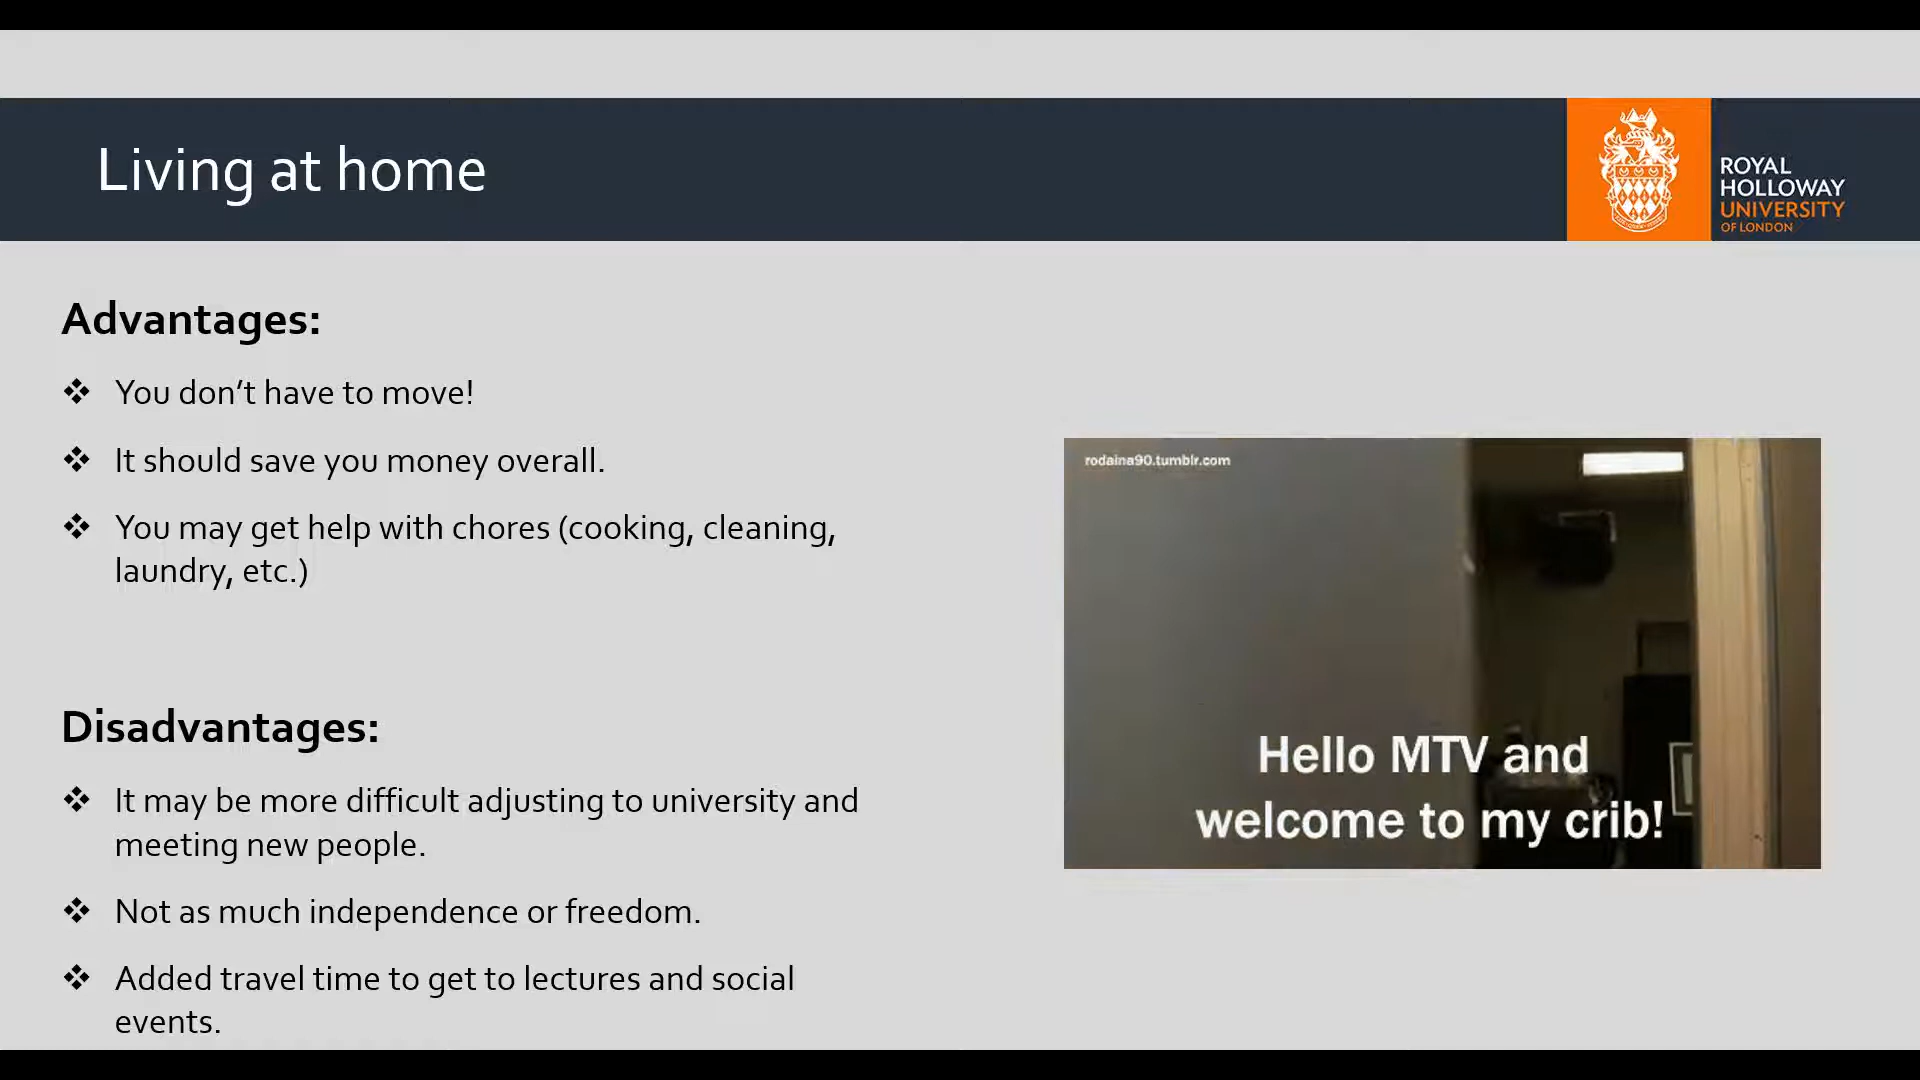 Living at home
ROYAL
HOLLOWAY
UNIVERSITY
OF LONDON
Advantages:
❖ You don’t have to move!
❖ It should save you money overall.
❖ You may get help with chores (cooking, cleaning,
laundry, etc.)
Disadvantages:
❖ It may be more difficult adjusting to university and
meeting new people.
❖ Not as much independence or freedom.
❖ Added travel time to get to lectures and social
events.
rodaina90.tumblr.com
Hello MTV and
welcome to my crib!